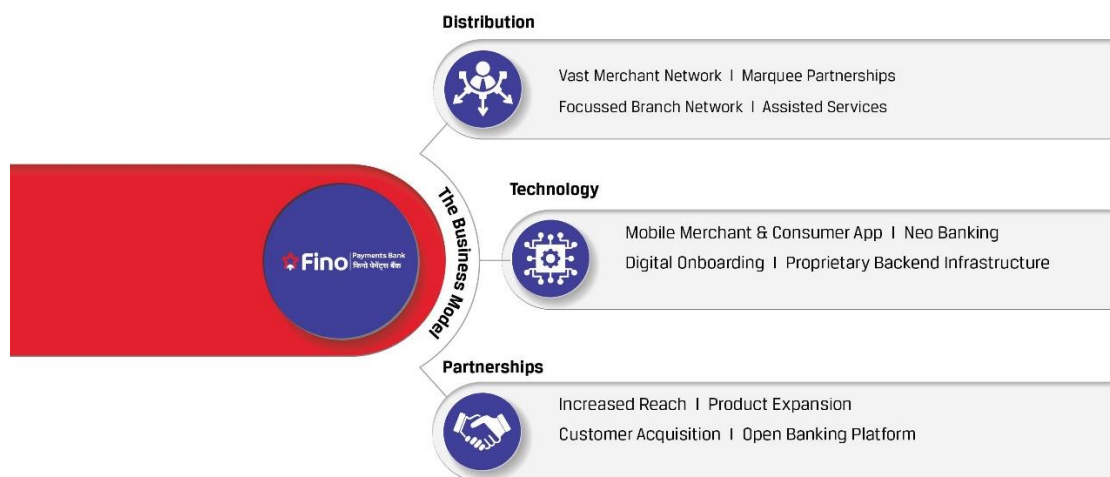 Distribution
Vast Merchant Network | Marquee Partnerships
Focussed Branch Network | Assisted Services
Fino
Payments Bank
फिनो पेमेंट्स बैंक
The Business Model
Technology
Mobile Merchant & Consumer App | Neo Banking
Digital Onboarding | Proprietary Backend Infrastructure
Partnerships
Increased Reach | Product Expansion
Customer Acquisition | Open Banking Platform